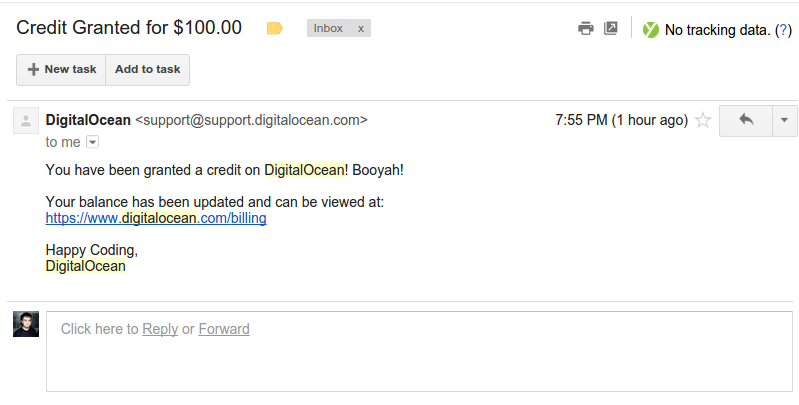 Credit Granted for $100.00
Inbox x
No tracking data. (?)
New task
Add to task
DigitalOcean <support@support.digitalocean.com>
7:55 PM (1 hour ago)
to me
You have been granted a credit on DigitalOcean! Booyah!
Your balance has been updated and can be viewed at:
https://www.digitalocean.com/billing
Happy Coding,
DigitalOcean
Click here to Reply or Forward